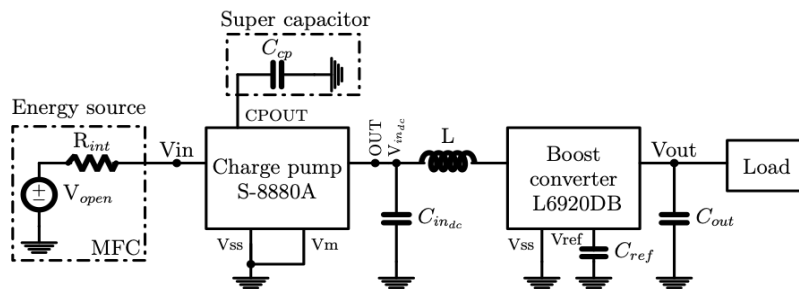 Super capacitor
C_cp
Energy source
CPOUT
R_int
Vin
OUT
V_in_dc
L
Vout
Charge pump
S-8880A
Boost
converter
L6920DB
Load
V_open
±
C_in_dc
C_out
MFC
Vss
Vm
Vss
Vref
C_ref